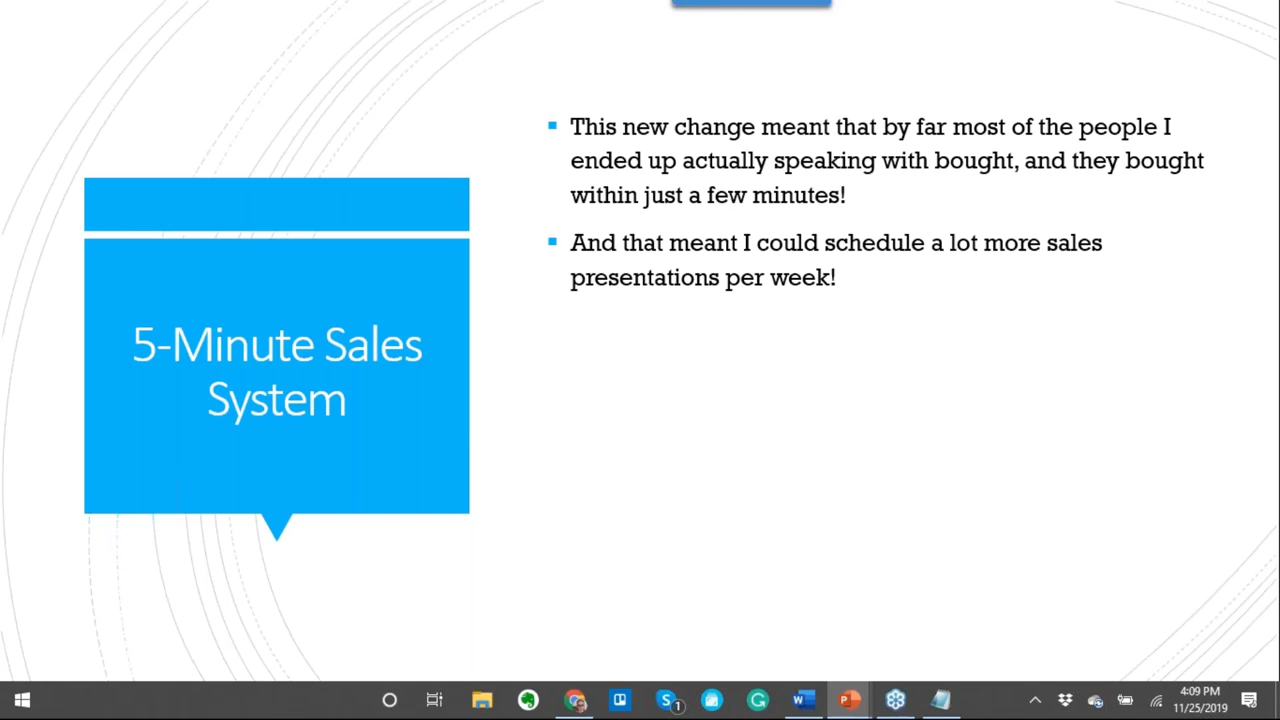 This new change meant that by far most of the people I
ended up actually speaking with bought, and they bought
within just a few minutes!
And that meant I could schedule a lot more sales
presentations per week!
5-Minute Sales
System
1
4:09 PM
11/25/2019